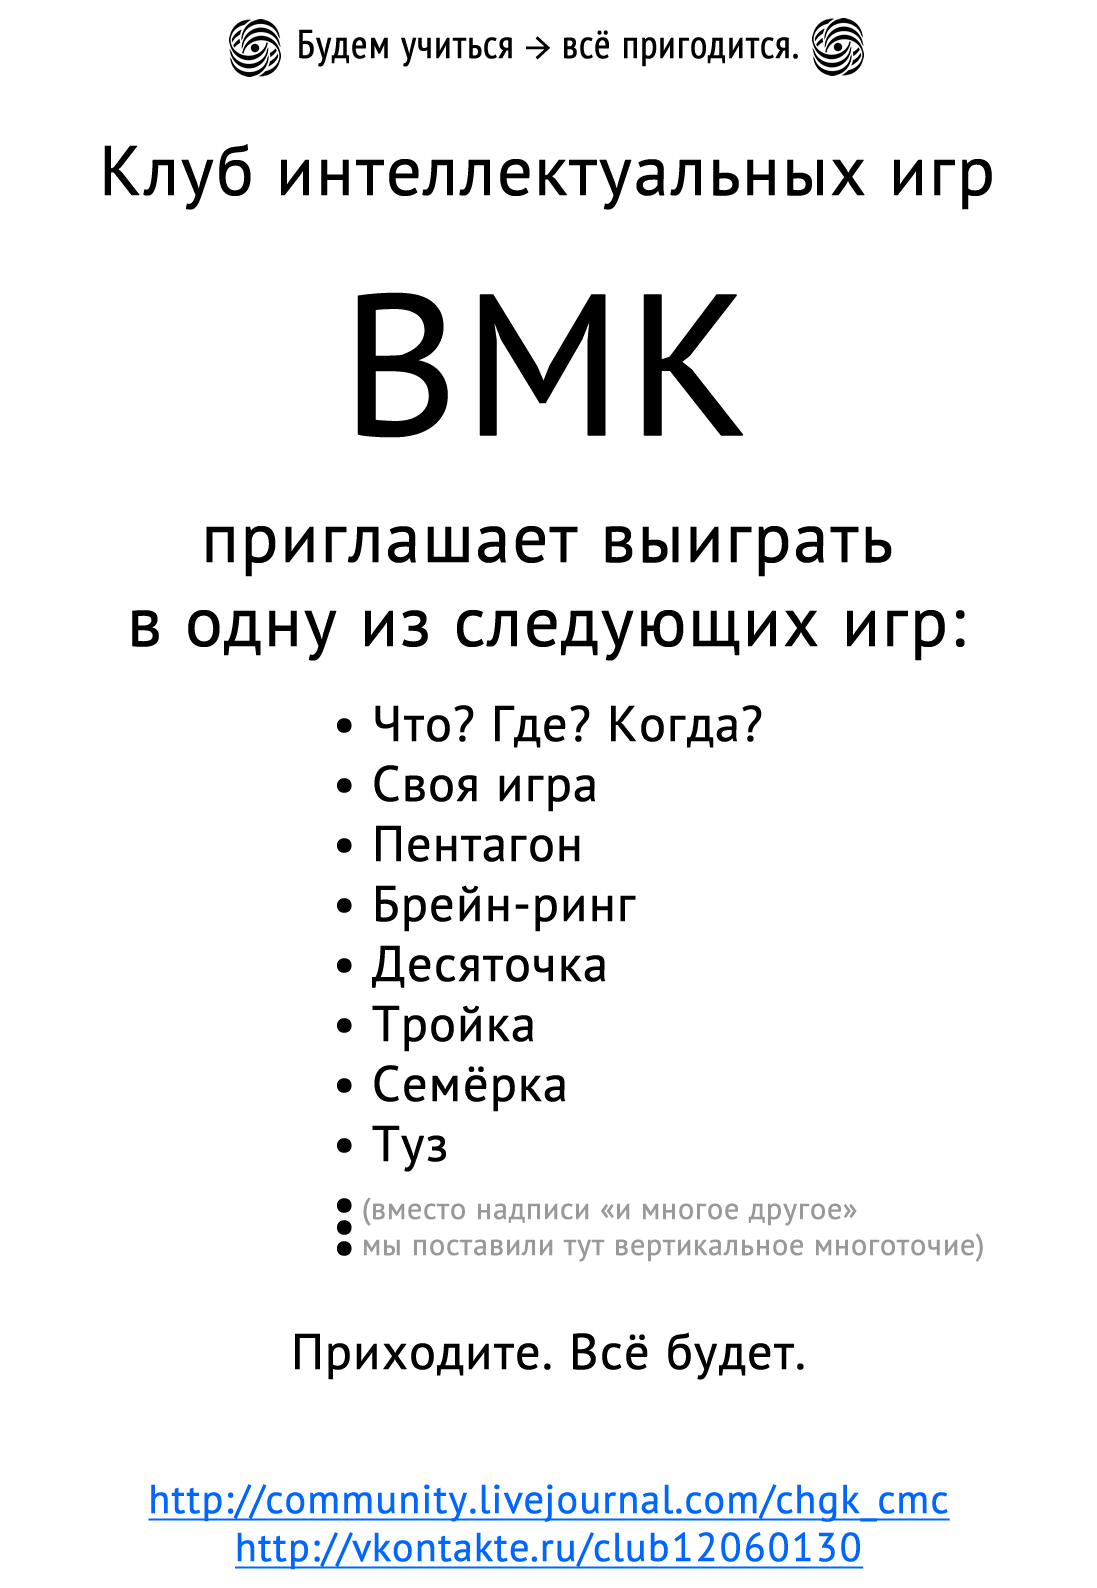 Будем учиться → всё пригодится.
Клуб интеллектуальных игр
ВМК
приглашает выиграть
в одну из следующих игр:
• Что? Где? Когда?
• Своя игра
• Пентагон
• Брейн-ринг
• Десяточка
• Тройка
• Семёрка
• Туз
(вместо надписи «и многое другое»
мы поставили тут вертикальное многоточие)
Приходите. Всё будет.
http://community.livejournal.com/chgk_cmc
http://vkontakte.ru/club12060130